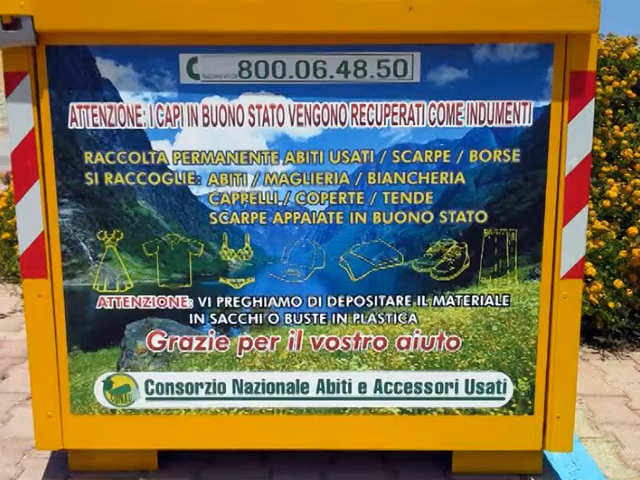 800.06.48.50
ATTENZIONE: I CAPI IN BUONO STATO VENGONO RECUPERATI COME INDUMENTI
RACCOLTA PERMANENTE ABITI USATI / SCARPE / BORSE
SI RACCOGLIE: ABITI / MAGLIERIA / BIANCHERIA
CAPPELLI / COPERTE / TENDE
SCARPE APPAIATE IN BUONO STATO
ATTENZIONE: VI PREGHIAMO DI DEPOSITARE IL MATERIALE
IN SACCHI O BUSTE IN PLASTICA
Grazie per il vostro aiuto
Consorzio Nazionale Abiti e Accessori Usati